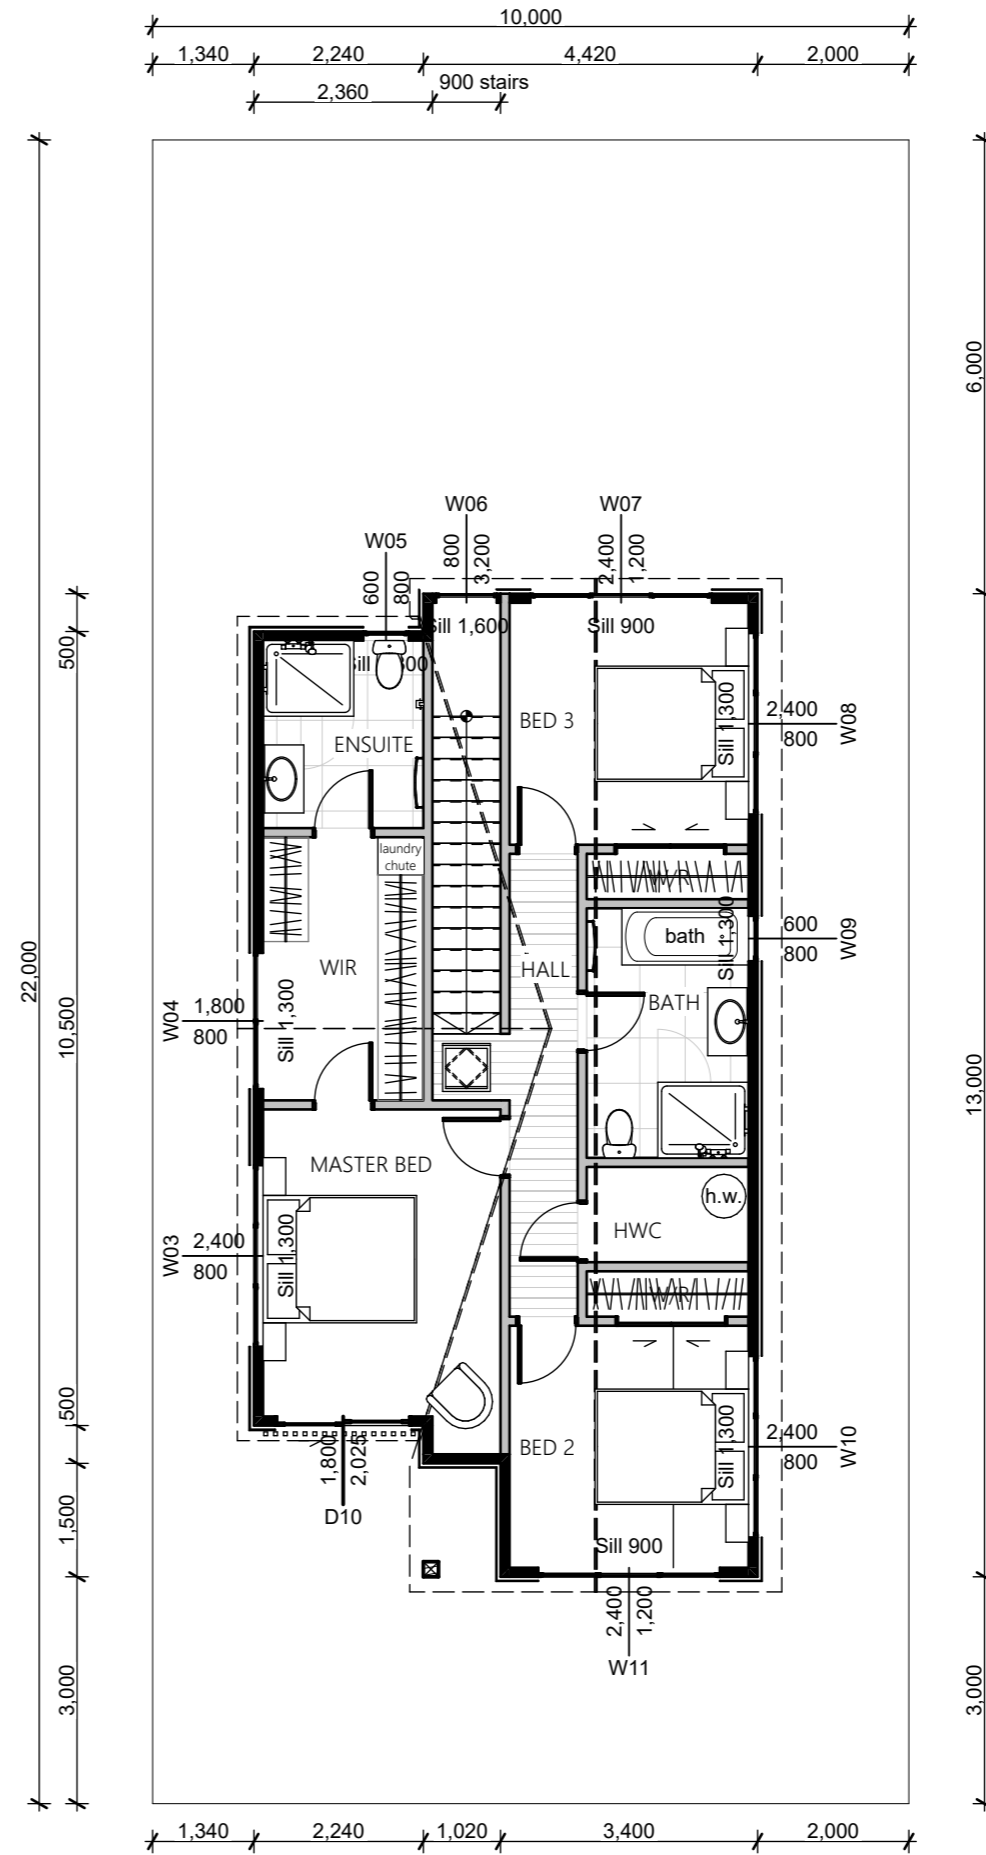 10,000
1,340
2,240
4,420
2,000
2,360
900 stairs
22,000
500
10,500
500
1,500
3,000
6,000
13,000
3,000
W05
600
800
W06
800
3,200
Sill 1,600
W07
2,400
1,200
Sill 900
ENSUITE
BED 3
Sill 1,300
2,400
800
W08
laundry
chute
W/R
WIR
HALL
bath
Sill 1,300
600
800
W09
BATH
W04
1,800
800
Sill 1,300
MASTER BED
h.w.
HWC
W03
2,400
800
Sill 1,300
W/R
BED 2
Sill 1,300
2,400
800
W10
1,800
2,025
D10
Sill 900
2,400
1,200
W11
1,340
2,240
1,020
3,400
2,000